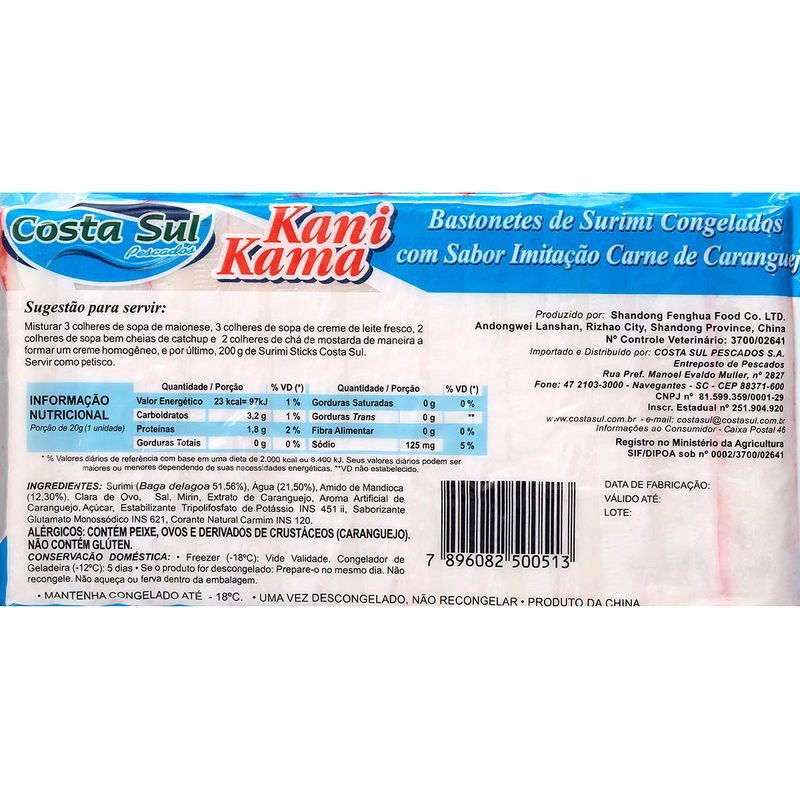 Costa Sul
Pescados
Kani
Kama
Bastonetes de Surimi Congelados
com Sabor Imitação Carne de Caranguej
Sugestão para servir:
Misturar 3 colheres de sopa de maionese, 3 colheres de sopa de creme de leite fresco, 2
colheres de sopa bem cheias de catchup e 2 colheres de chá de mostarda de maneira a
formar um creme homogêneo, e por último, 200 g de Surimi Sticks Costa Sul.
Servir como petisco.
Produzido por: Shandong Fenghua Food Co. LTD.
Andongwei Lanshan, Rizhao City, Shandong Province, China
Nº Controle Veterinário: 3700/02641
Importado e Distribuído por: COSTA SUL PESCADOS S.A.
Entreposto de Pescados
Rua Pref. Manoel Evaldo Muller, nº 2827
Fone: 47 2103-3000 - Navegantes - SC - CEP 88371-600
CNPJ nº 81.599.359/0001-29
Inscr. Estadual nº 251.904.920
www.costasul.com.br - e-mail: costasul@costasul.com.br
Informações ao Consumidor - Caixa Postal 46
Registro no Ministério da Agricultura
SIF/DIPOA sob nº 0002/3700/02641
INFORMAÇÃO
NUTRICIONAL
Porção de 20g (1 unidade)
Quantidade / Porção % VD (*) Quantidade / Porção % VD (*)
Valor Energético 23 kcal= 97kJ 1 % Gorduras Saturadas 0 g 0 %
Carboidratos 3,2 g 1 % Gorduras Trans 0 g **
Proteínas 1,8 g 2 % Fibra Alimentar 0 g 0 %
Gorduras Totais 0 g 0 % Sódio 125 mg 5 %
* % Valores diários de referência com base em uma dieta de 2.000 kcal ou 8.400 kJ. Seus valores diários podem ser
maiores ou menores dependendo de suas necessidades energéticas. **VD não estabelecido.
INGREDIENTES: Surimi (Baga delagoa 51,56%), Água (21,50%), Amido de Mandioca
(12,30%), Clara de Ovo, Sal, Mirin, Extrato de Caranguejo, Aroma Artificial de
Caranguejo, Açúcar, Estabilizante Tripolifosfato de Potássio INS 451 ii, Saborizante
Glutamato Monossódico INS 621, Corante Natural Carmim INS 120.
ALÉRGICOS: CONTÉM PEIXE, OVOS E DERIVADOS DE CRUSTÁCEOS (CARANGUEJO).
NÃO CONTÉM GLÚTEN.
CONSERVAÇÃO DOMÉSTICA: • Freezer (-18ºC): Vide Validade. Congelador de
Geladeira (-12ºC): 5 dias • Se o produto for descongelado: Prepare-o no mesmo dia. Não
recongele. Não aqueça ou ferva dentro da embalagem.
7 896082 500513
DATA DE FABRICAÇÃO:
VÁLIDO ATÉ:
LOTE:
• MANTENHA CONGELADO ATÉ - 18ºC. • UMA VEZ DESCONGELADO, NÃO RECONGELAR • PRODUTO DA CHINA